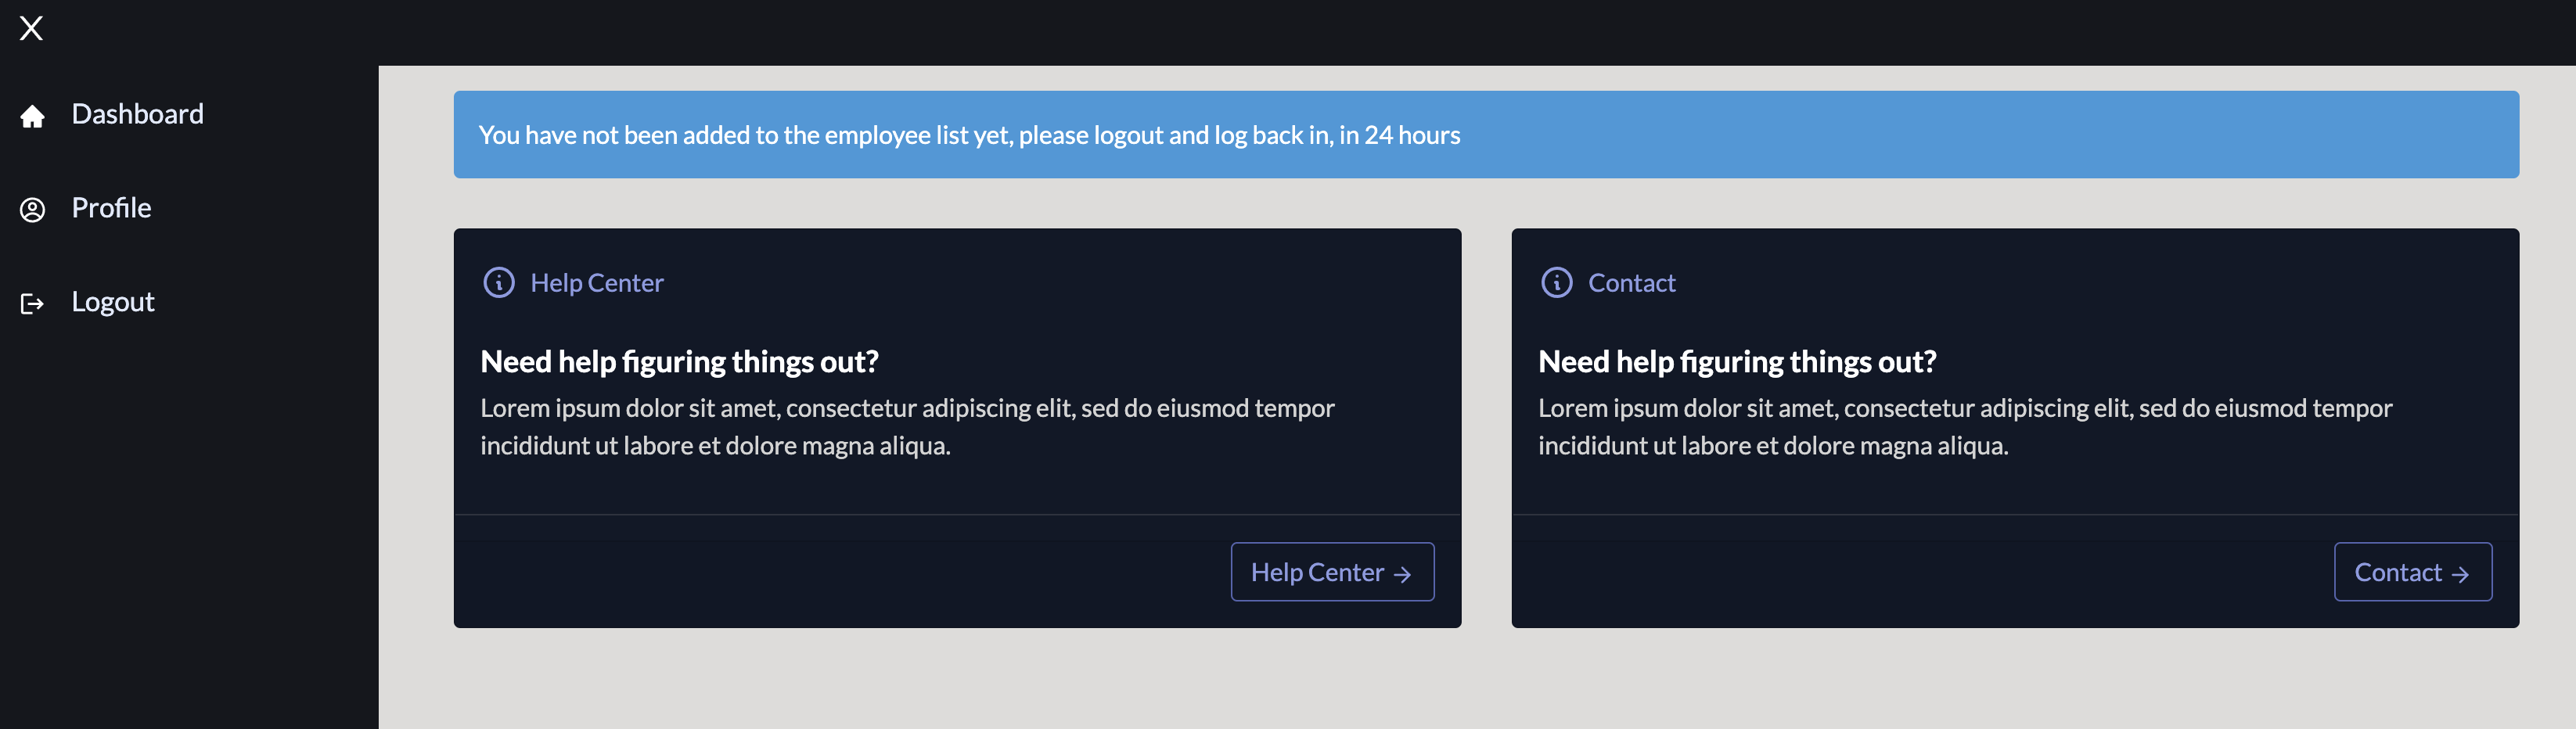 Dashboard
Profile
Logout
You have not been added to the employee list yet, please logout and log back in, in 24 hours
Help Center
Need help figuring things out?
Lorem ipsum dolor sit amet, consectetur adipiscing elit, sed do eiusmod tempor
incididunt ut labore et dolore magna aliqua.
Help Center →
Contact
Need help figuring things out?
Lorem ipsum dolor sit amet, consectetur adipiscing elit, sed do eiusmod tempor
incididunt ut labore et dolore magna aliqua.
Contact →